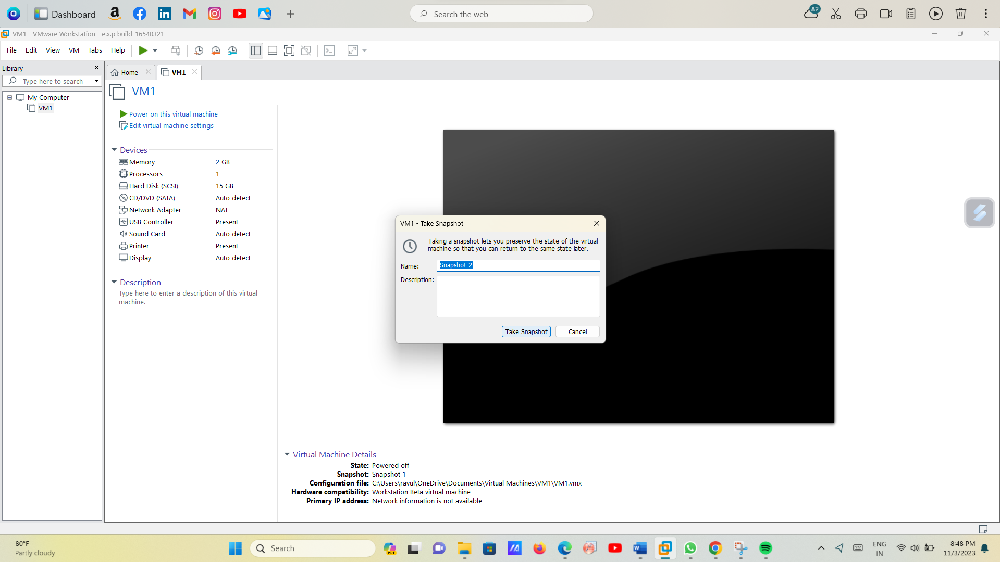 Dashboard
Search the web
82
VM1 - VMware Workstation - e.x.p build-16540321
File Edit View VM Tabs Help
Library
Type here to search
My Computer
VM1
Home
VM1
VM1
Power on this virtual machine
Edit virtual machine settings
Devices
Memory 2 GB
Processors 1
Hard Disk (SCSI) 15 GB
CD/DVD (SATA) Auto detect
Network Adapter NAT
USB Controller Present
Sound Card Auto detect
Printer Present
Display Auto detect
Description
Type here to enter a description of this virtual
machine.
VM1 - Take Snapshot
Taking a snapshot lets you preserve the state of the virtual
machine so that you can return to the same state later.
Name: Snapshot 2
Description:
Take Snapshot Cancel
Virtual Machine Details
State: Powered off
Snapshot: Snapshot 1
Configuration file: C:\Users\ravul\OneDrive\Documents\Virtual Machines\VM1\VM1.vmx
Hardware compatibility: Workstation Beta virtual machine
Primary IP address: Network information is not available
80°F
Partly cloudy
Search
PRE
ENG
IN
8:48 PM
11/3/2023